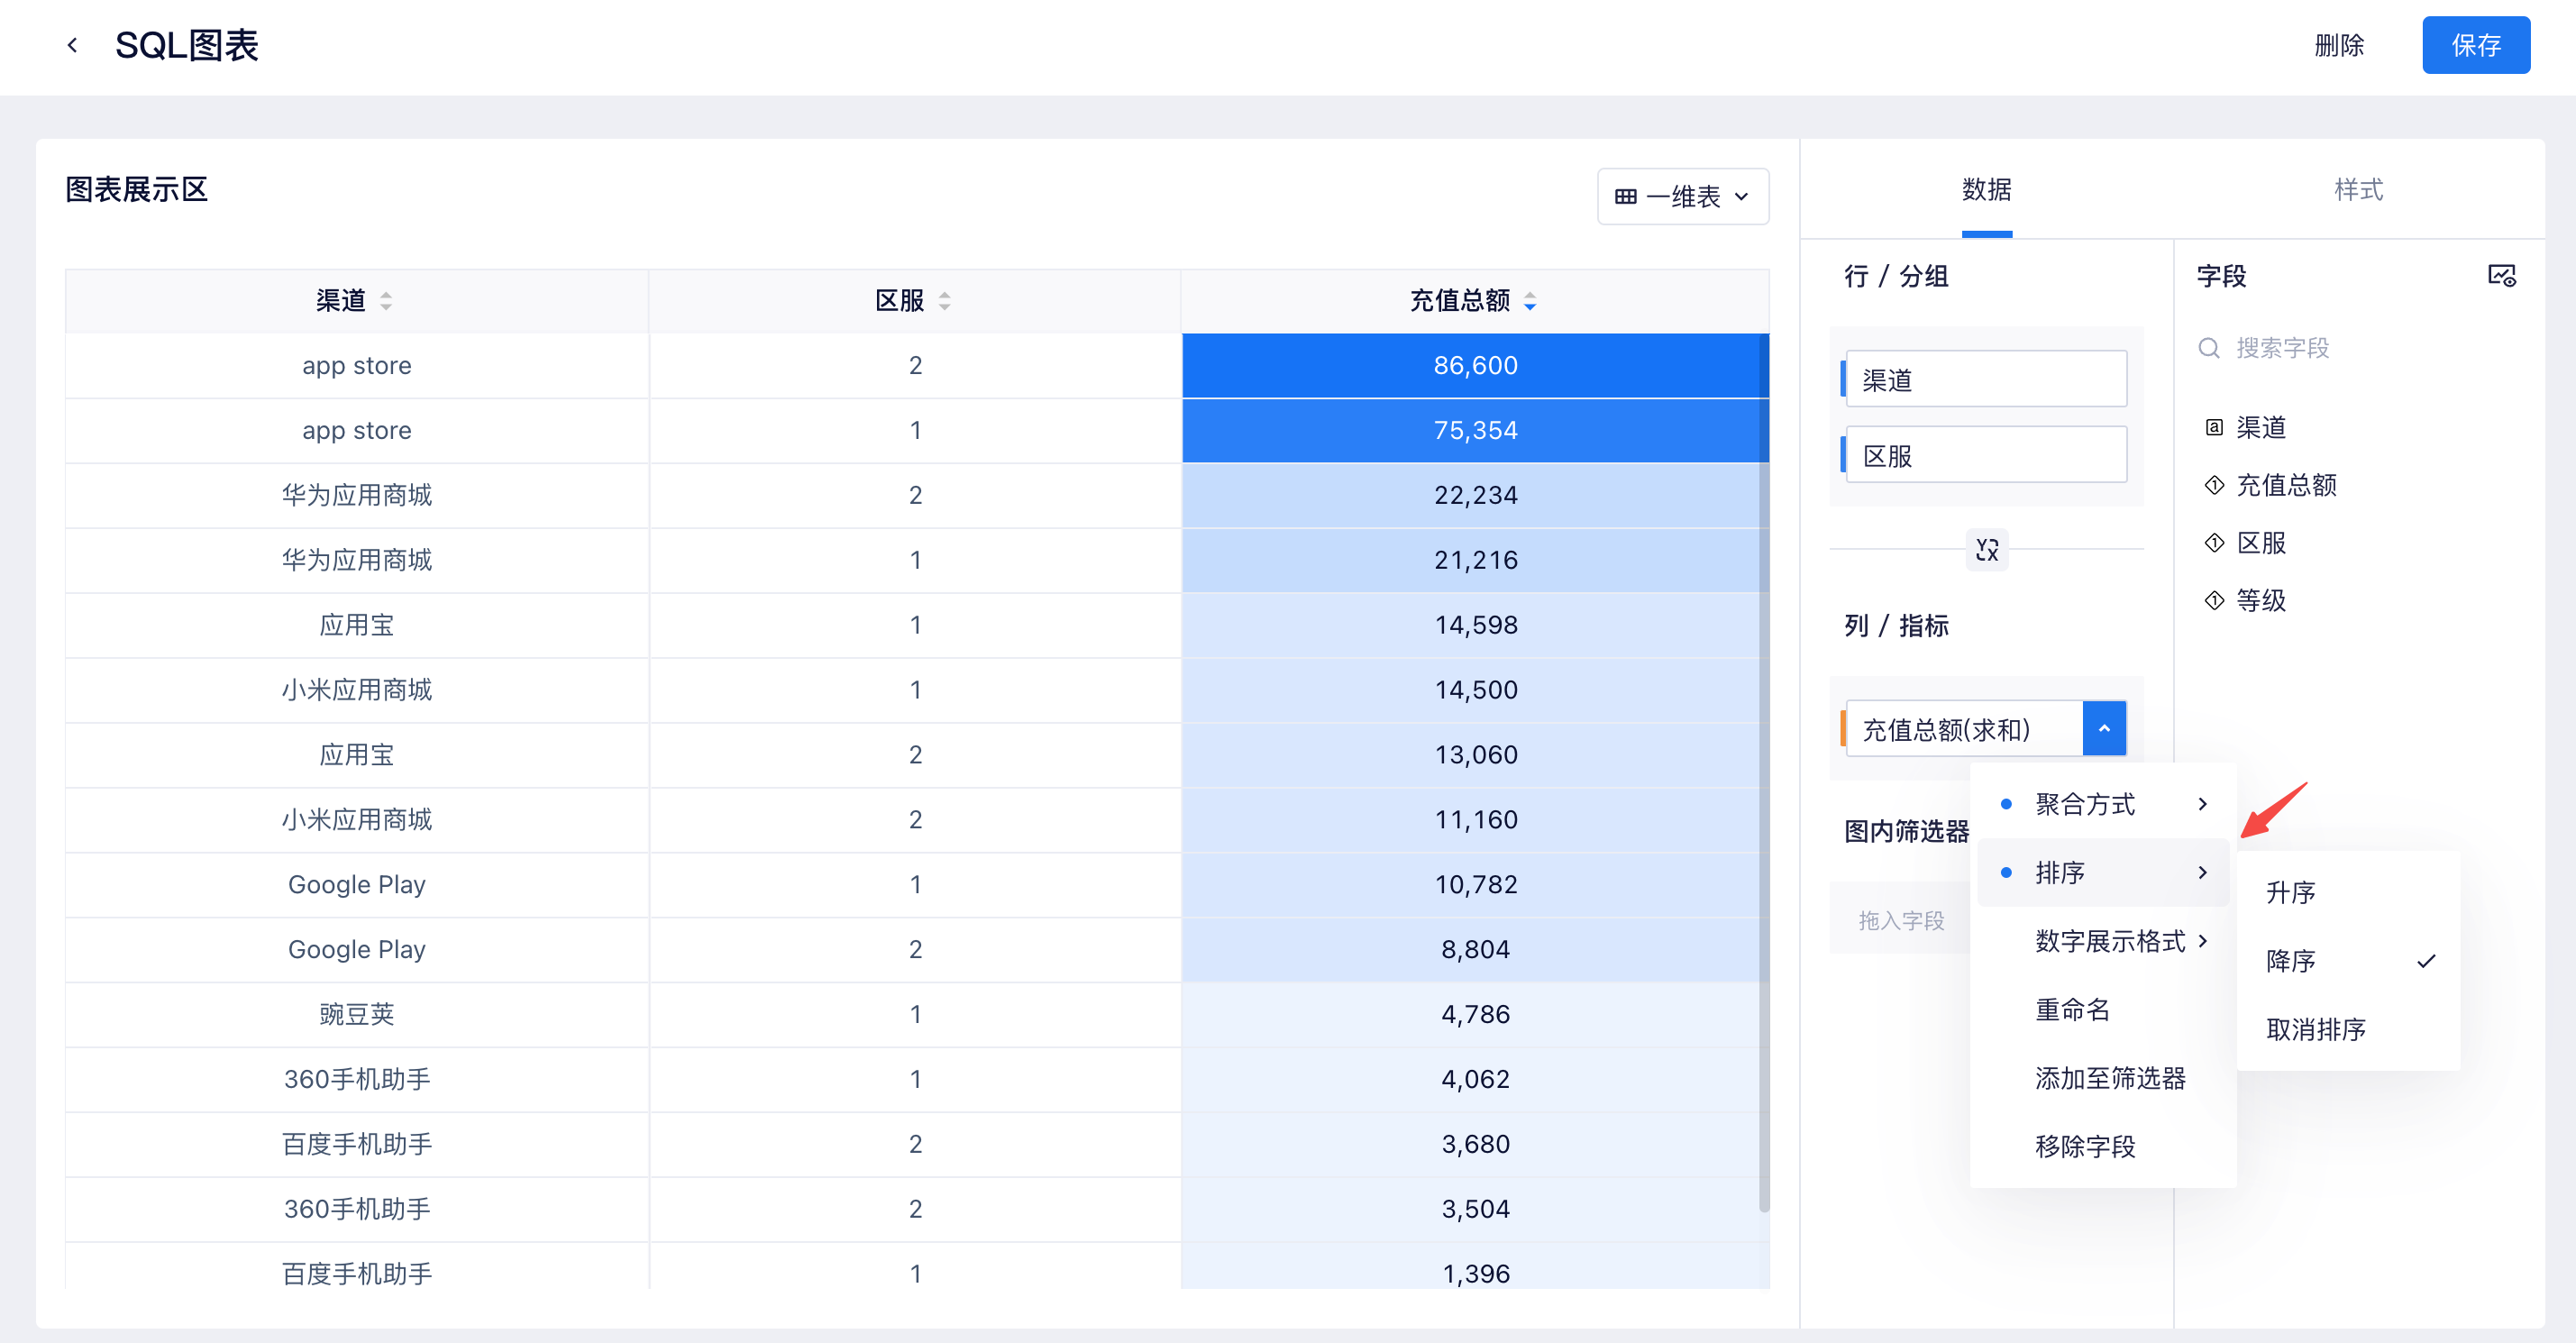 SQL图表
删除
保存
图表展示区
一维表
渠道 区服 充值总额
app store 2 86,600
app store 1 75,354
华为应用商城 2 22,234
华为应用商城 1 21,216
应用宝 1 14,598
小米应用商城 1 14,500
应用宝 2 13,060
小米应用商城 2 11,160
Google Play 1 10,782
Google Play 2 8,804
豌豆荚 1 4,786
360手机助手 1 4,062
百度手机助手 2 3,680
360手机助手 2 3,504
百度手机助手 1 1,396
数据
样式
行 / 分组
渠道
区服
列 / 指标
充值总额(求和)
图内筛选器
拖入字段
聚合方式
排序
数字展示格式
重命名
添加至筛选器
移除字段
升序
降序
取消排序
字段
搜索字段
渠道
充值总额
区服
等级